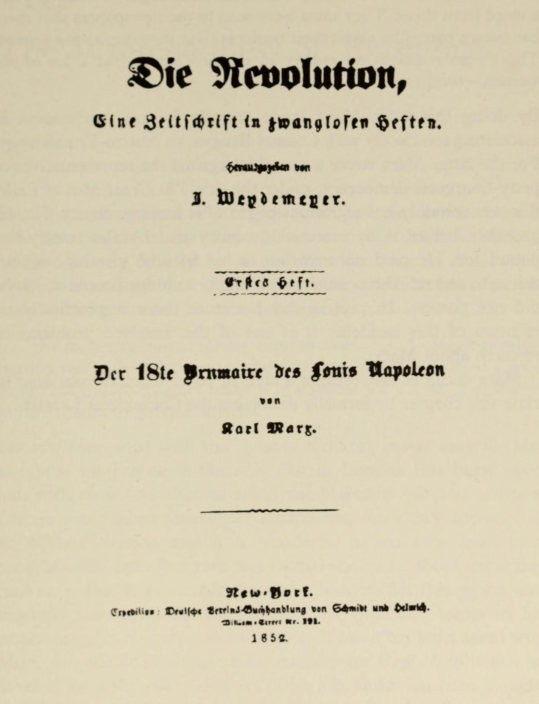 Die Revolution,
Eine Zeitschrift in zwanglosen Heften.
Herausgegeben von
J. Weydemeyer.
Erstes Heft.
Der 18te Brumaire des Louis Napoleon
von
Karl Marx.
New-York.
Expedition: Deutsche Vereins-Buchhandlung von Schmidt und Helmich.
William-Street Nr. 191.
1852.